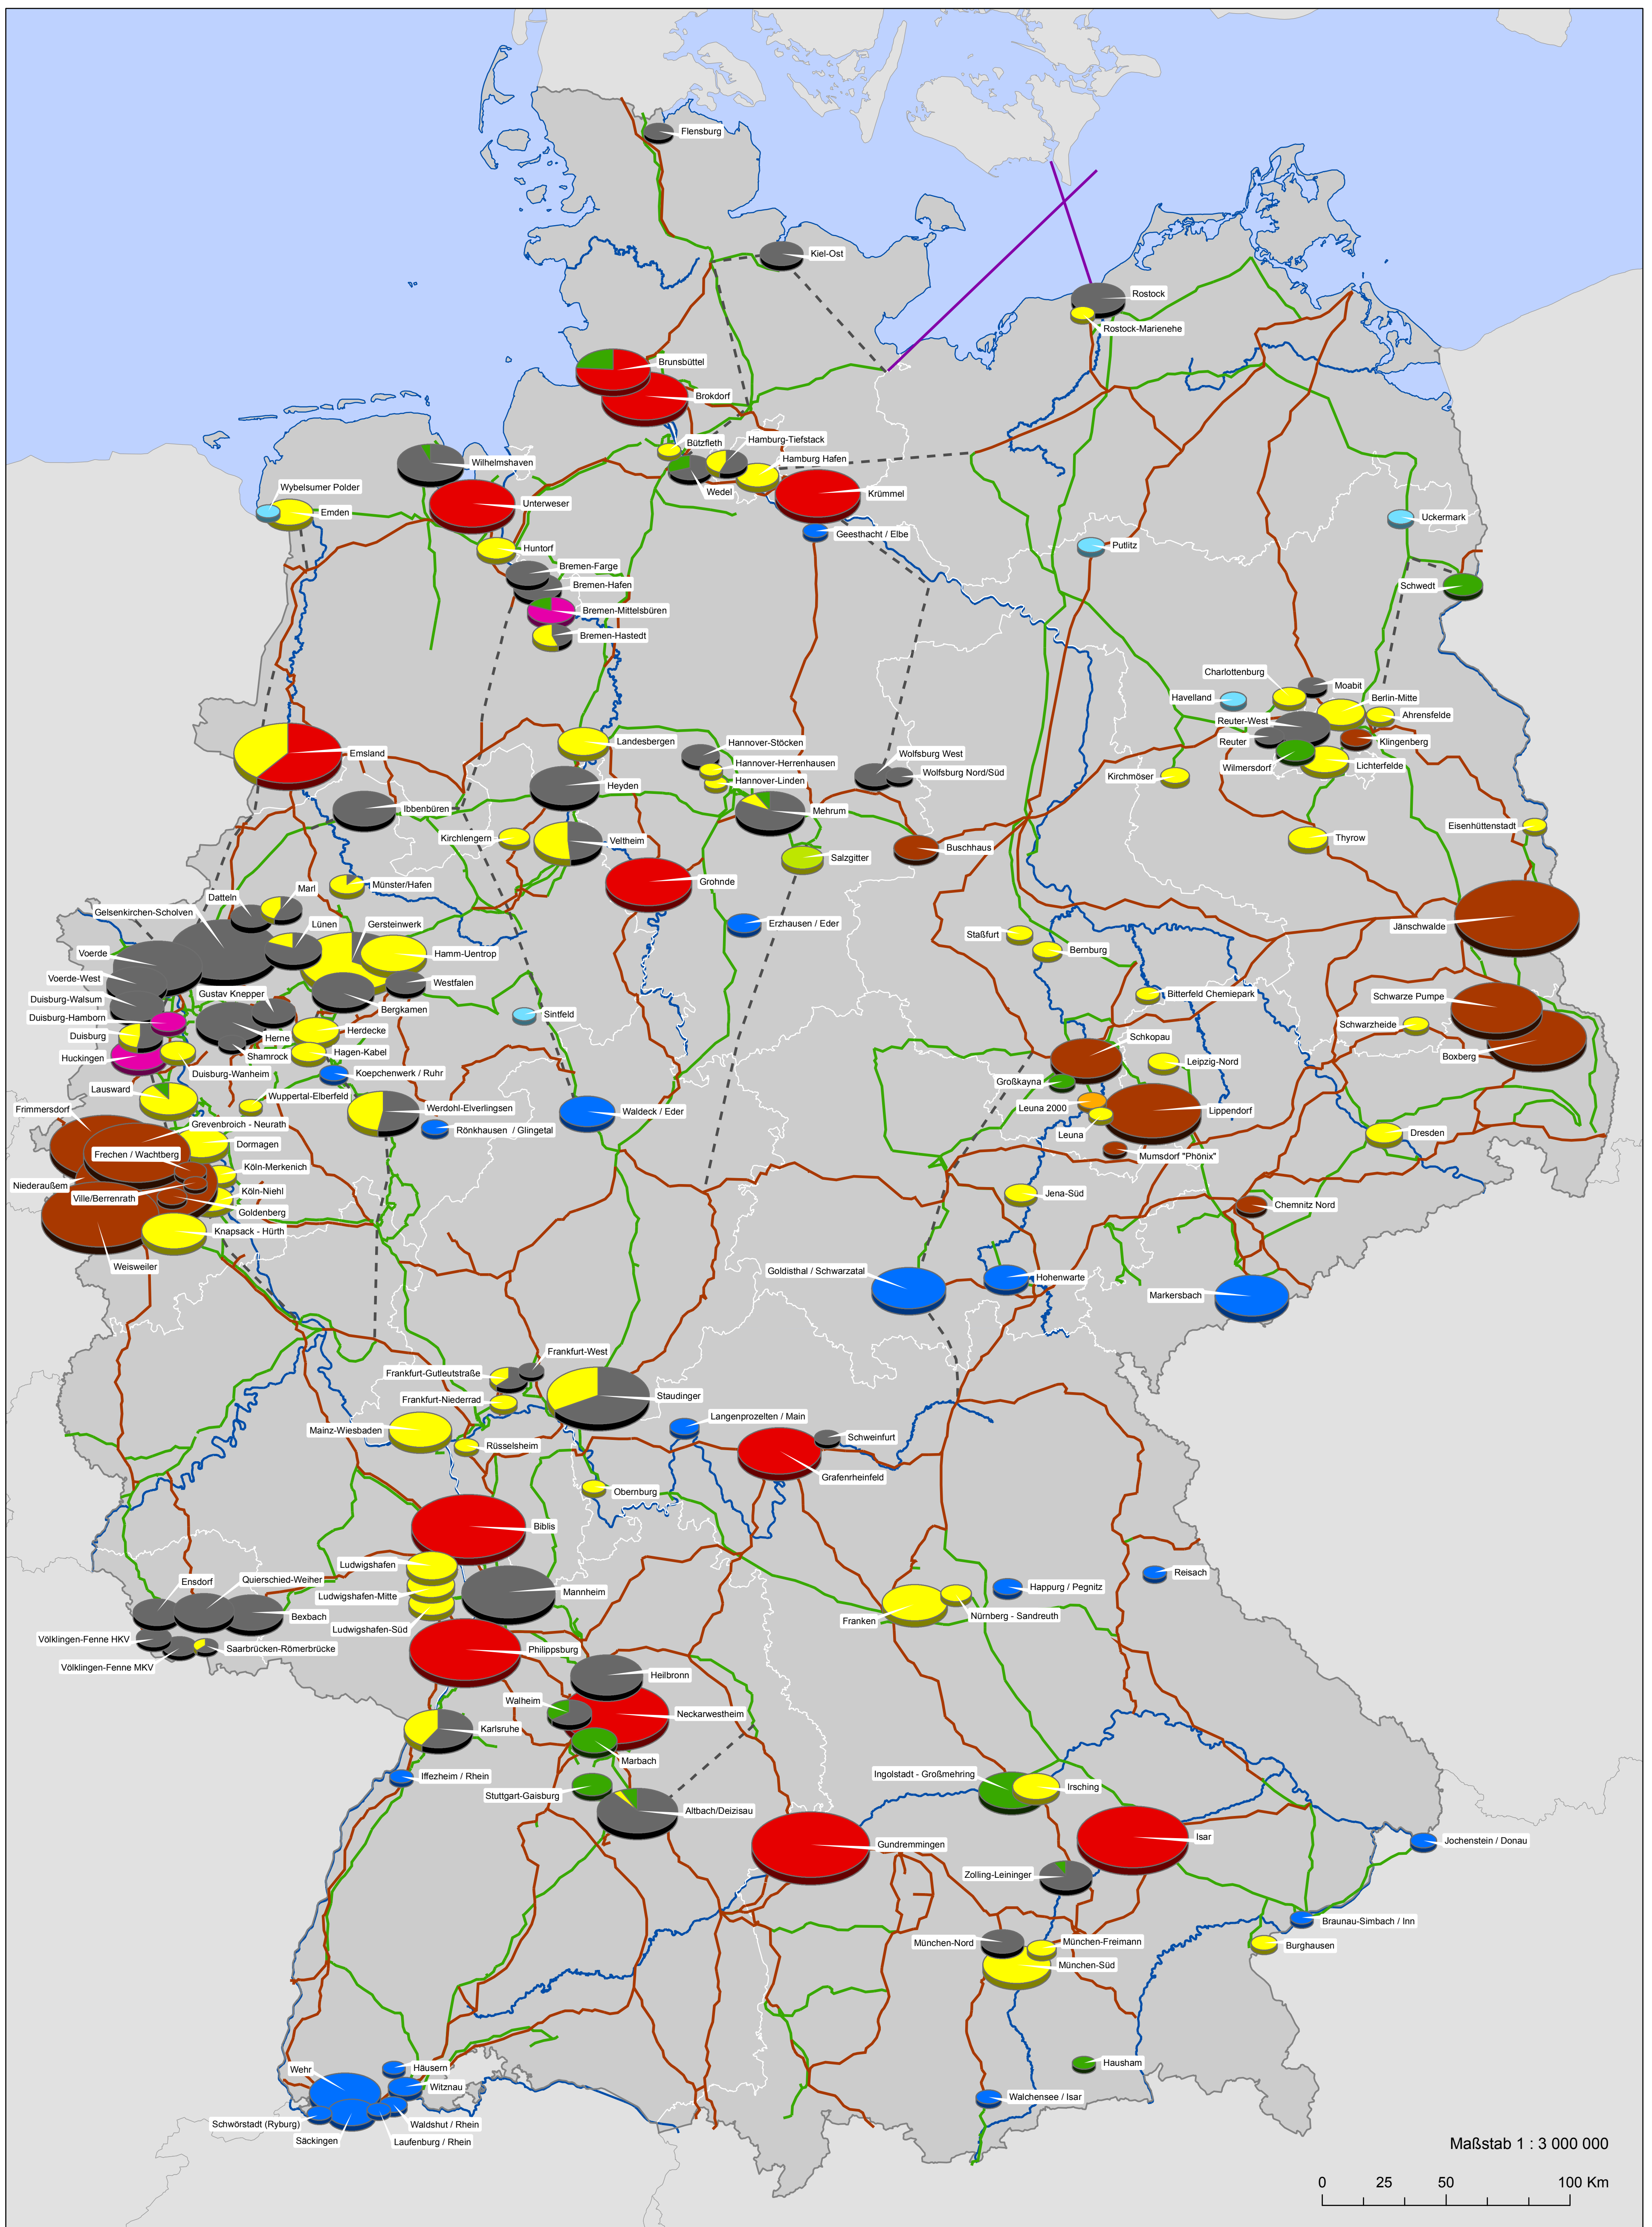 Flensburg
Kiel-Ost
Rostock
Rostock-Marienehe
Brunsbüttel
Brokdorf
Bützfleth
Hamburg-Tiefstack
Hamburg Hafen
Wilhelmshaven
Wedel
Krümmel
Wybelsumer Polder
Emden
Unterweser
Uckermark
Geesthacht / Elbe
Putlitz
Huntorf
Bremen-Farge
Bremen-Hafen
Schwedt
Bremen-Mittelsbüren
Bremen-Hastedt
Charlottenburg
Moabit
Havelland
Berlin-Mitte
Ahrensfelde
Reuter-West
Reuter
Klingenberg
Wilmersdorf
Lichterfelde
Emsland
Landesbergen
Hannover-Stöcken
Hannover-Herrenhausen
Hannover-Linden
Wolfsburg West
Wolfsburg Nord/Süd
Kirchmöser
Heyden
Ibbenbüren
Mehrum
Kirchlengern
Veltheim
Eisenhüttenstadt
Thyrow
Buschhaus
Salzgitter
Grohnde
Münster/Hafen
Marl
Datteln
Gelsenkirchen-Scholven
Lünen
Gersteinwerk
Erzhausen / Eder
Jänschwalde
Staßfurt
Bernburg
Voerde
Hamm-Uentrop
Voerde-West
Westfalen
Gustav Knepper
Duisburg-Walsum
Bergkamen
Bitterfeld Chemiepark
Schwarze Pumpe
Duisburg-Hamborn
Sintfeld
Schwarzheide
Duisburg
Herne
Herdecke
Schkopau
Boxberg
Huckingen
Shamrock
Hagen-Kabel
Duisburg-Wanheim
Koepchenwerk / Ruhr
Leipzig-Nord
Großkayna
Lausward
Wuppertal-Elberfeld
Werdohl-Elverlingsen
Waldeck / Eder
Leunа 2000
Lippendorf
Frimmersdorf
Grevenbroich - Neurath
Rönkhausen / Glingetal
Leuna
Dresden
Dormagen
Frechen / Wachtberg
Mumsdorf "Phönix"
Köln-Merkenich
Niederaußem
Ville/Berrenrath
Köln-Niehl
Jena-Süd
Goldenberg
Chemnitz Nord
Knapsack - Hürth
Weisweiler
Goldisthal / Schwarzatal
Hohenwarte
Markersbach
Frankfurt-West
Frankfurt-Gutleutstraße
Frankfurt-Niederrad
Staudinger
Langenprozelten / Main
Mainz-Wiesbaden
Rüsselsheim
Schweinfurt
Grafenrheinfeld
Obernburg
Biblis
Ludwigshafen
Reisach
Ensdorf
Quierschied-Weiher
Mannheim
Happurg / Pegnitz
Ludwigshafen-Mitte
Bexbach
Nürnberg - Sandreuth
Franken
Ludwigshafen-Süd
Völklingen-Fenne HKV
Saarbrücken-Römerbrücke
Philippsburg
Völklingen-Fenne MKV
Heilbronn
Walheim
Neckarwestheim
Karlsruhe
Marbach
Iffezheim / Rhein
Ingolstadt - Großmehring
Irsching
Stuttgart-Gaisburg
Altbach/Deizisau
Isar
Jochenstein / Donau
Gundremmingen
Zolling-Leininger
Braunau-Simbach / Inn
München-Nord
München-Freimann
Burghausen
München-Süd
Hausham
Wehr
Häusern
Witznau
Walchensee / Isar
Schwörstadt (Ryburg)
Waldshut / Rhein
Säckingen
Laufenburg / Rhein
Maßstab 1 : 3 000 000
0 25 50 100 Km